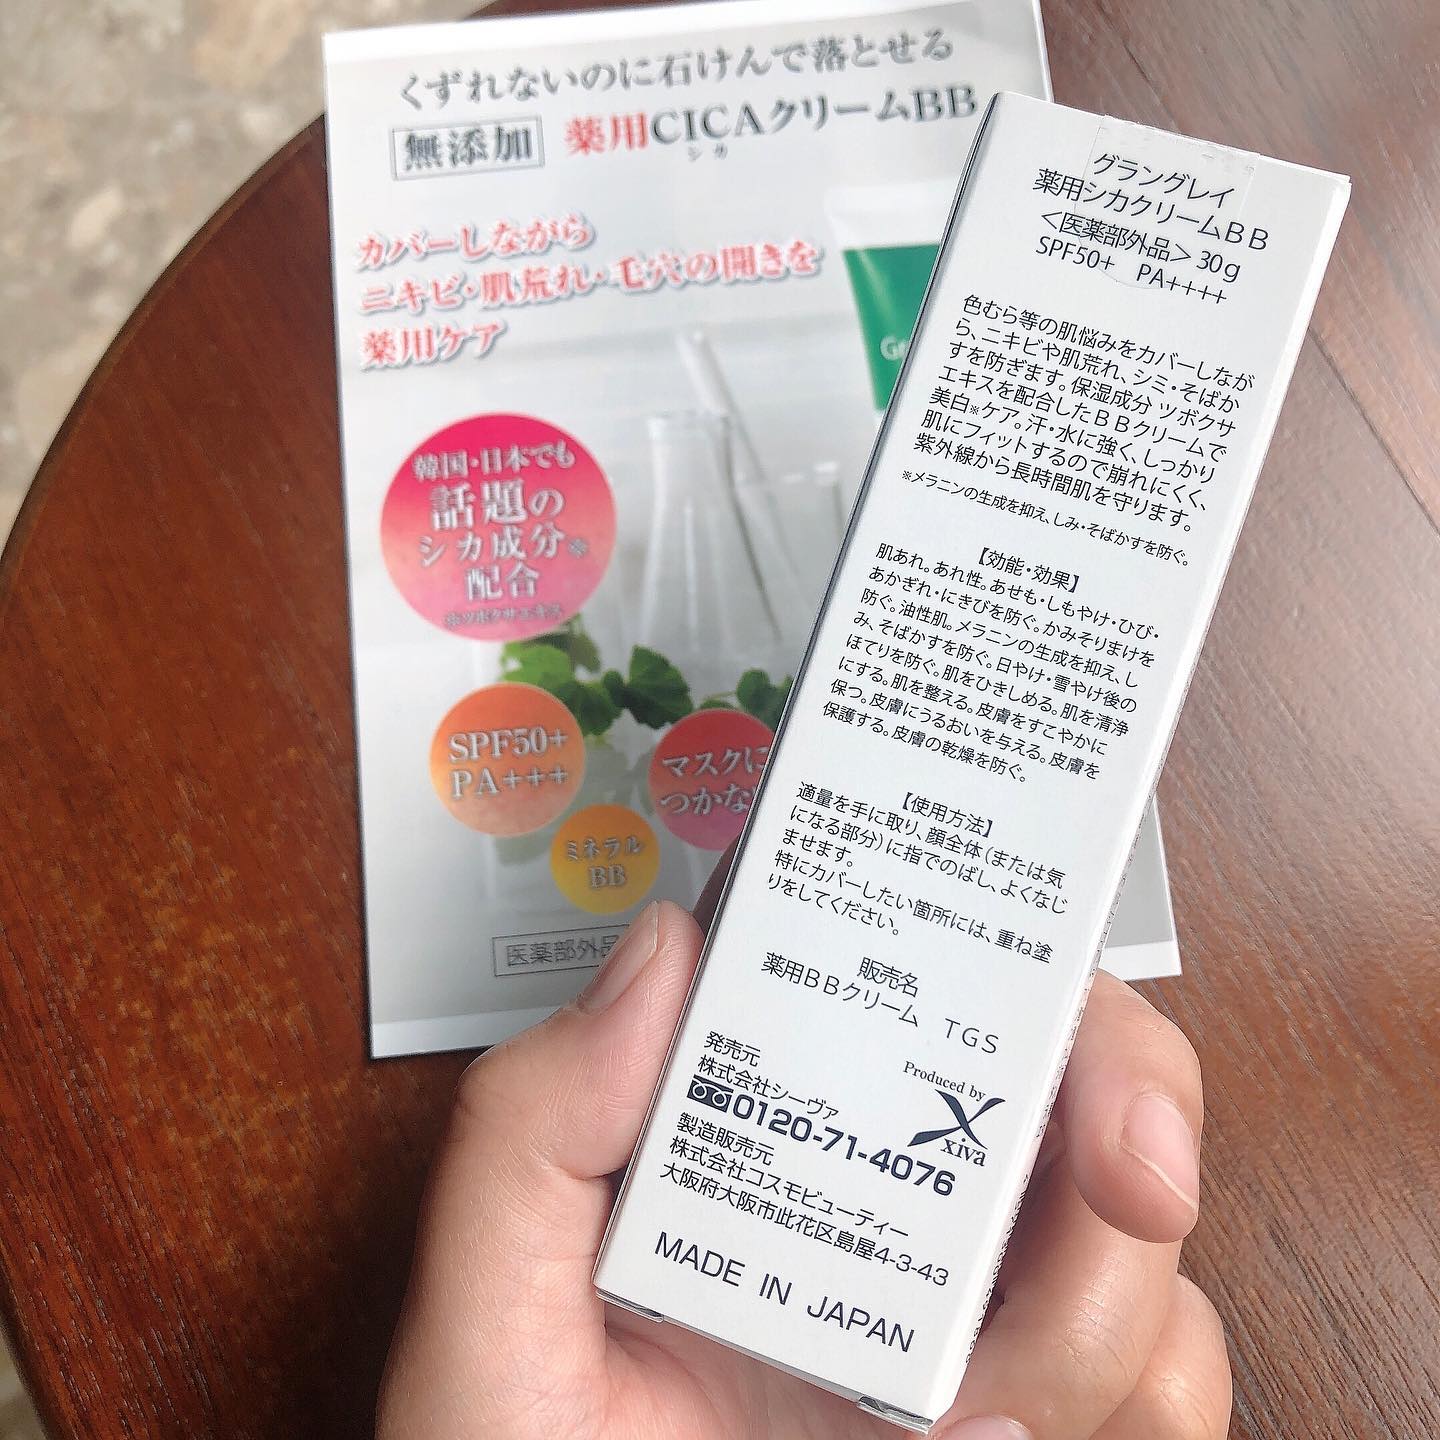 くずれないのに石けんで落とせる
無添加 薬用CICAクリームBB
シカ
カバーしながら
ニキビ・肌荒れ・毛穴の開きを
薬用ケア
韓国・日本でも
話題の
シカ成分※
配合
※ツボクサエキス
SPF50+
PA+++
マスクに
つかな
ミネラル
BB
医薬部外品
グラングレイ
薬用シカクリームBB
<医薬部外品> 30g
SPF50+ PA++++
色むら等の肌悩みをカバーしなが
ら、ニキビや肌荒れ、シミ・そばか
すを防ぎます。保湿成分 ツボクサ
エキスを配合したBBクリームで
美白※ケア。汗・水に強く、しっかり
肌にフィットするので崩れにくく、
紫外線から長時間肌を守ります。
※メラニンの生成を抑え、しみ・そばかすを防ぐ。
【効能・効果】
肌あれ。あれ性。あせも・しもやけ・ひび・
あかぎれ・にきびを防ぐ。かみそりまけを
防ぐ。油性肌。メラニンの生成を抑え、し
み、そばかすを防ぐ。日やけ・雪やけ後の
ほてりを防ぐ。肌をひきしめる。肌を清浄
にする。肌を整える。皮膚をすこやかに
保つ。皮膚にうるおいを与える。皮膚を
保護する。皮膚の乾燥を防ぐ。
【使用方法】
適量を手に取り、顔全体(または気
になる部分)に指でのばし、よくなじ
ませます。
特にカバーしたい箇所には、重ね塗
りをしてください。
販売名
薬用BBクリーム TGS
発売元
株式会社シーヴァ
0120-71-4076
Produced by
xiva
製造販売元
株式会社コスモビューティー
大阪府大阪市此花区島屋4-3-43
MADE IN JAPAN